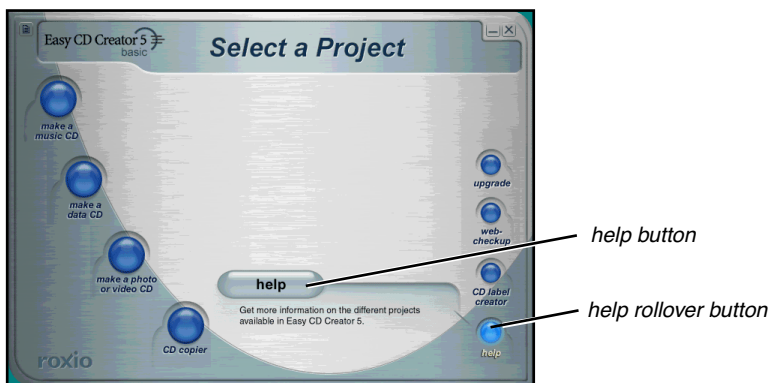 Easy CD Creator 5
basic
Select a Project
make a
music CD
make a
data CD
make a photo
or video CD
CD copier
upgrade
web-
checkup
CD label
creator
help
help
Get more information on the different projects
available in Easy CD Creator 5.
roxio
help button
help rollover button